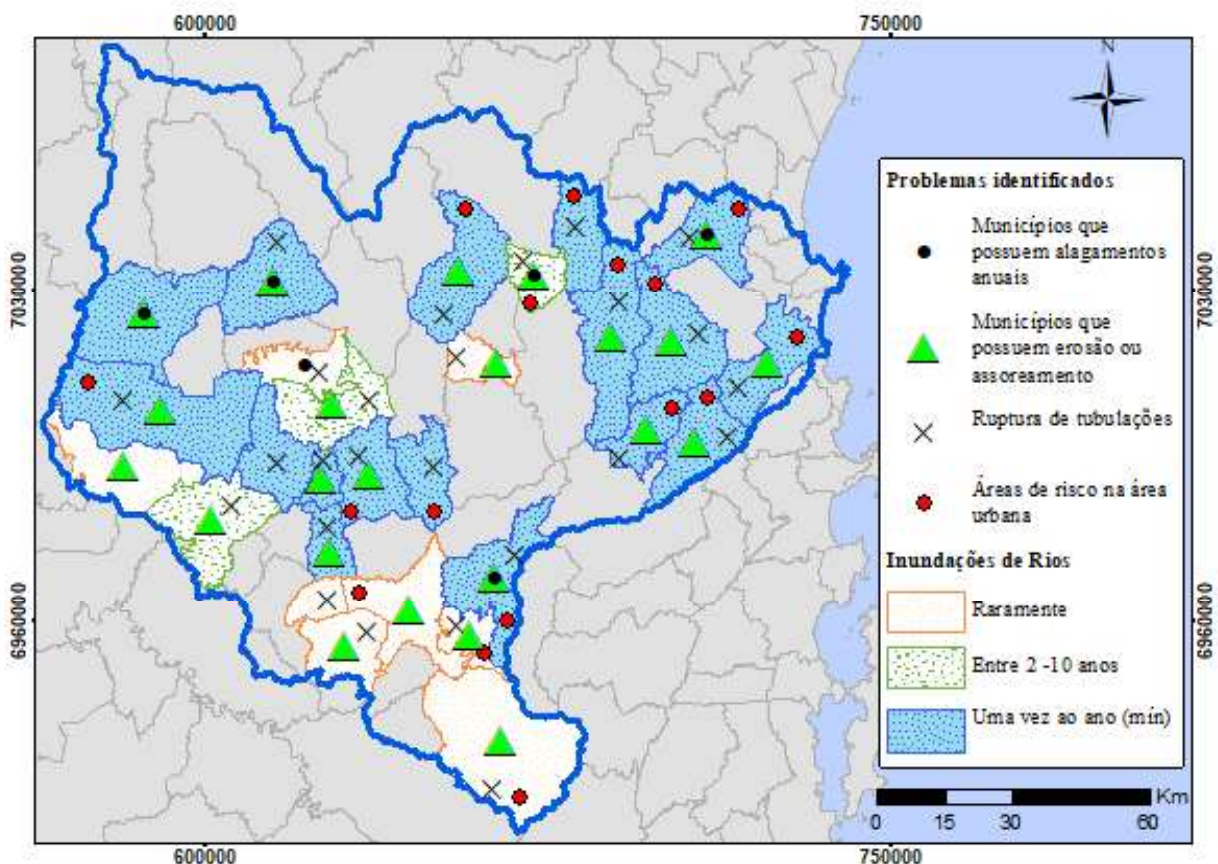 600000
750000
N
7030000
7030000
6960000
6960000
Problemas identificados
Municípios que
possuem alagamentos
anuais
Municípios que
possuem erosão ou
assoreamento
Ruptura de tubulações
Áreas de risco na área
urbana
Inundações de Rios
Raramente
Entre 2 -10 anos
Uma vez ao ano (mín)
Km
0 15 30 60
600000
750000